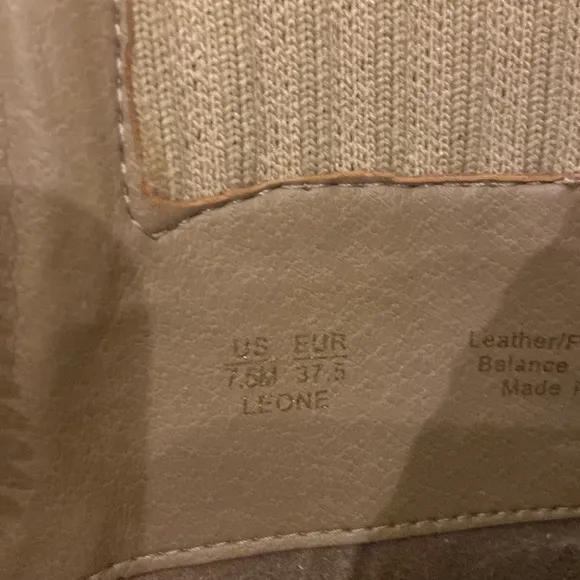 US EUR
7.5M 37.5
LEONE
Leather/F
Balance
Made